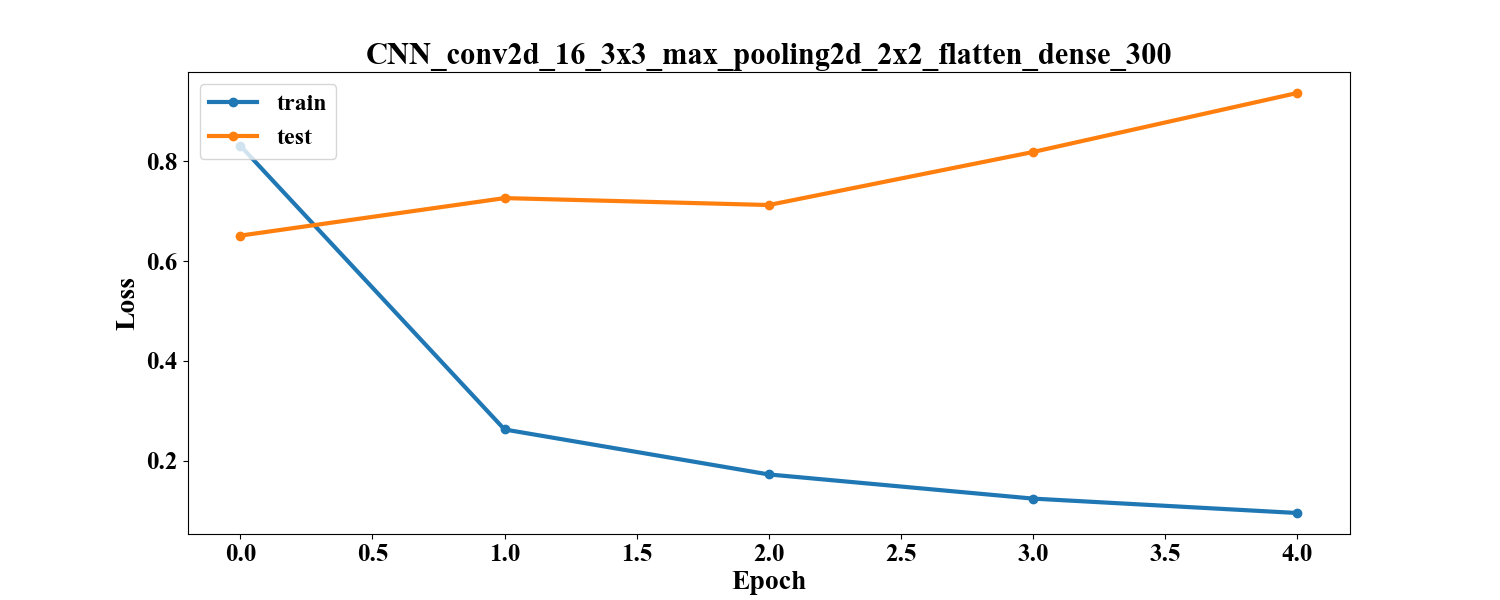 CNN_conv2d_16_3x3_max_pooling2d_2x2_flatten_dense_300
train
test
Loss
0.8
0.6
0.4
0.2
0.0 0.5 1.0 1.5 2.0 2.5 3.0 3.5 4.0
Epoch